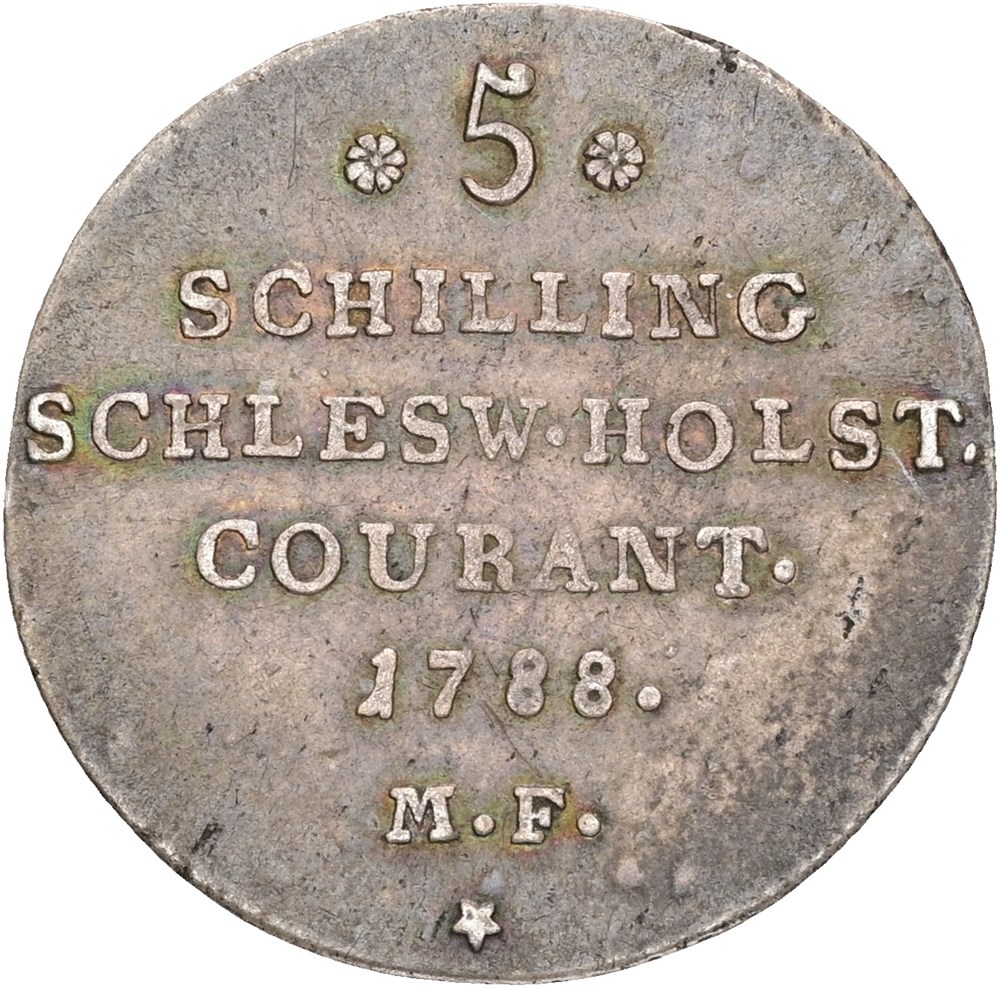 5
SCHILLING
SCHLESW·HOLST.
COURANT.
1788.
M·F·